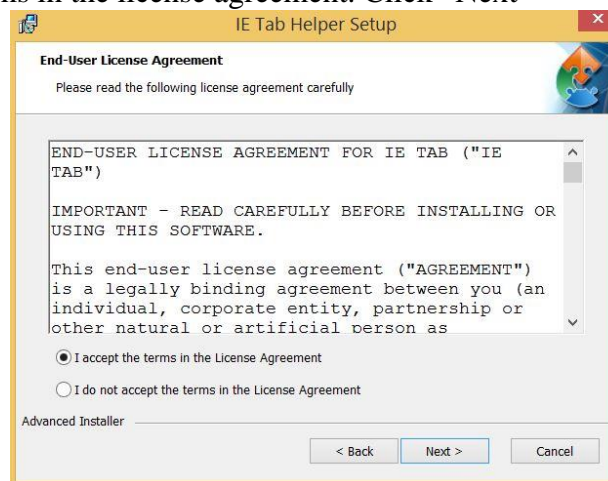 ns in the license agreement. Click "Next"
IE Tab Helper Setup
End-User License Agreement
Please read the following license agreement carefully
END-USER LICENSE AGREEMENT FOR IE TAB ("IE
TAB")
IMPORTANT - READ CAREFULLY BEFORE INSTALLING OR
USING THIS SOFTWARE.
This end-user license agreement ("AGREEMENT")
is a legally binding agreement between you (an
individual, corporate entity, partnership or
other natural or artificial person as
I accept the terms in the License Agreement
I do not accept the terms in the License Agreement
Advanced Installer
< Back Next > Cancel